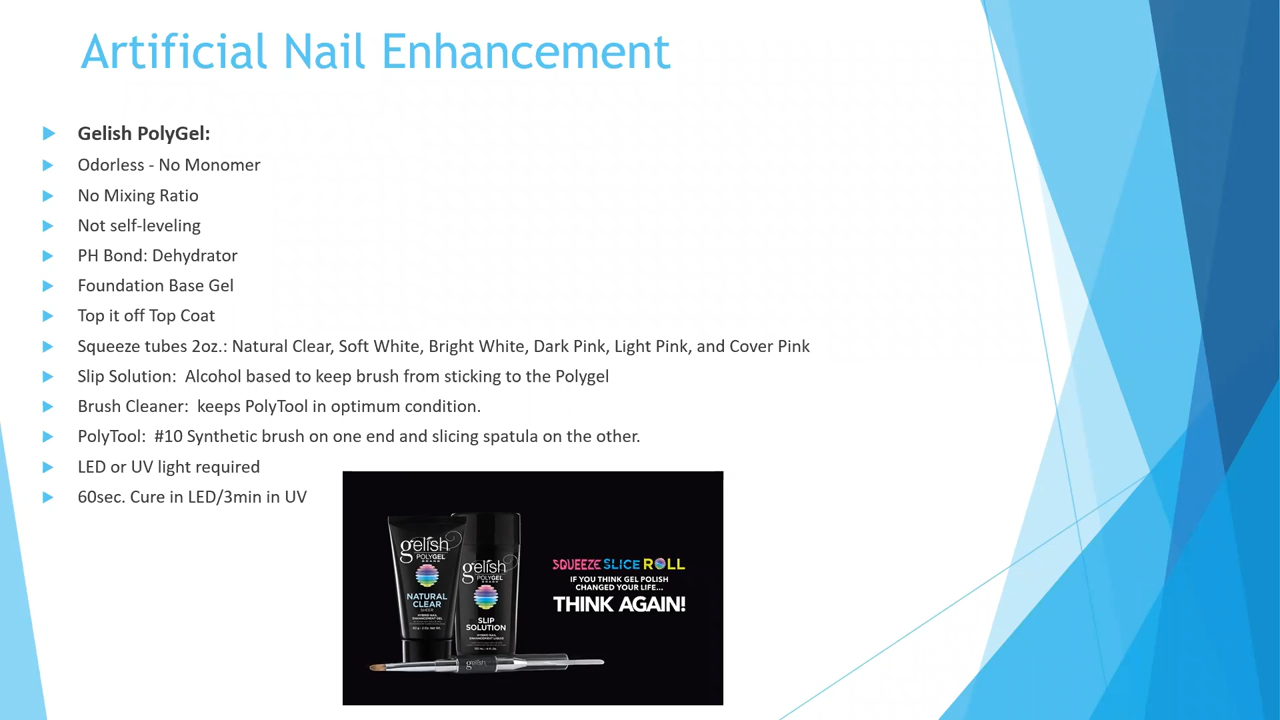 Artificial Nail Enhancement
Gelish PolyGel:
Odorless - No Monomer
No Mixing Ratio
Not self-leveling
PH Bond: Dehydrator
Foundation Base Gel
Top it off Top Coat
Squeeze tubes 2oz.: Natural Clear, Soft White, Bright White, Dark Pink, Light Pink, and Cover Pink
Slip Solution:  Alcohol based to keep brush from sticking to the Polygel
Brush Cleaner:  keeps PolyTool in optimum condition.
PolyTool:  #10 Synthetic brush on one end and slicing spatula on the other.
LED or UV light required
60sec. Cure in LED/3min in UV
gelish
POLYGEL
NATURAL
CLEAR
gelish
POLYGEL
SLIP
SOLUTION
gelish
SQUEEZE SLICE ROLL
IF YOU THINK GEL POLISH
CHANGED YOUR LIFE...
THINK AGAIN!